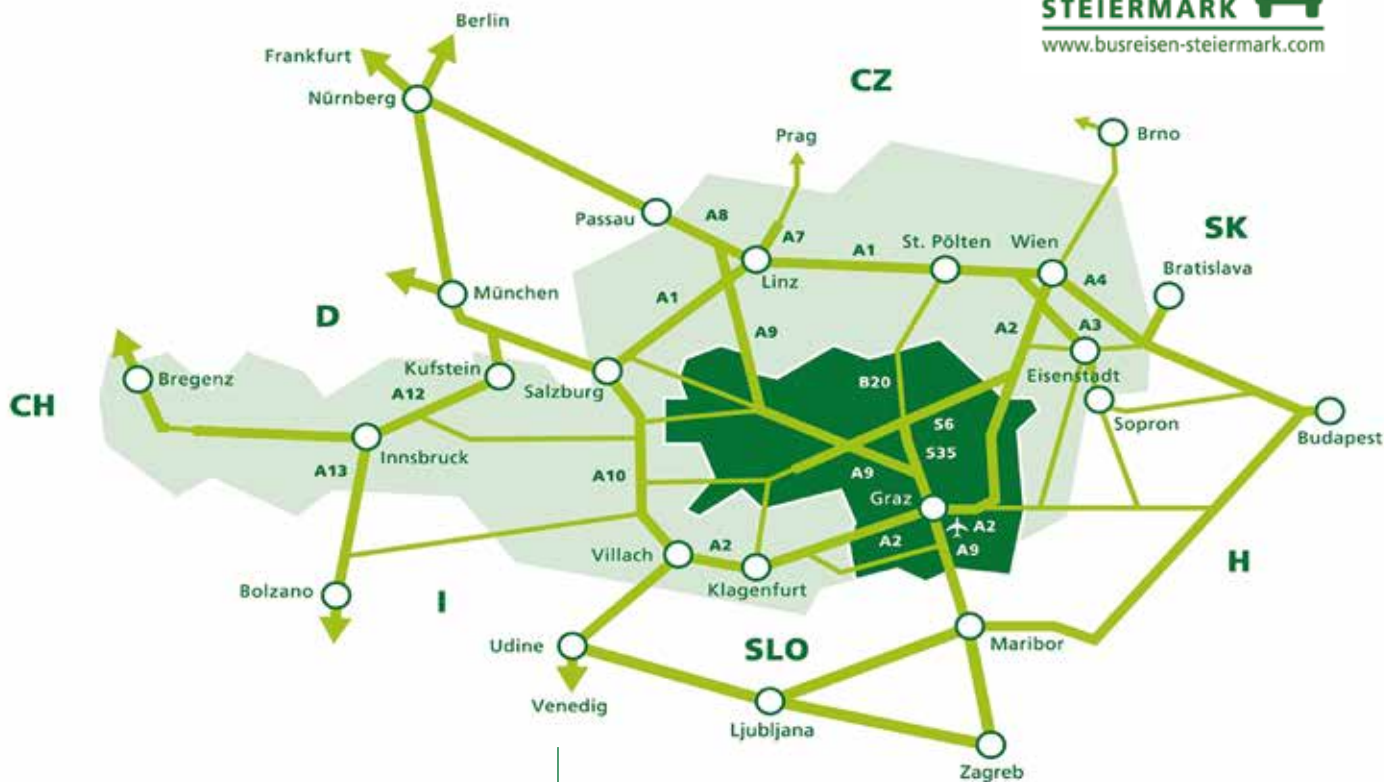 STEIERMARK
www.busreisen-steiermark.com
Berlin
Frankfurt
Nürnberg
CZ
Prag
Brno
Passau
A8
A7
St. Pölten
Wien
SK
A1
Bratislava
Linz
A4
München
A1
D
A9
A2
A3
Kufstein
Eisenstadt
Bregenz
Salzburg
B20
A12
CH
S6
Sopron
Budapest
Innsbruck
S35
A13
A10
A9
Graz
A2
A2
A9
Villach
A2
H
Klagenfurt
Bolzano
I
Udine
SLO
Maribor
Venedig
Ljubljana
Zagreb